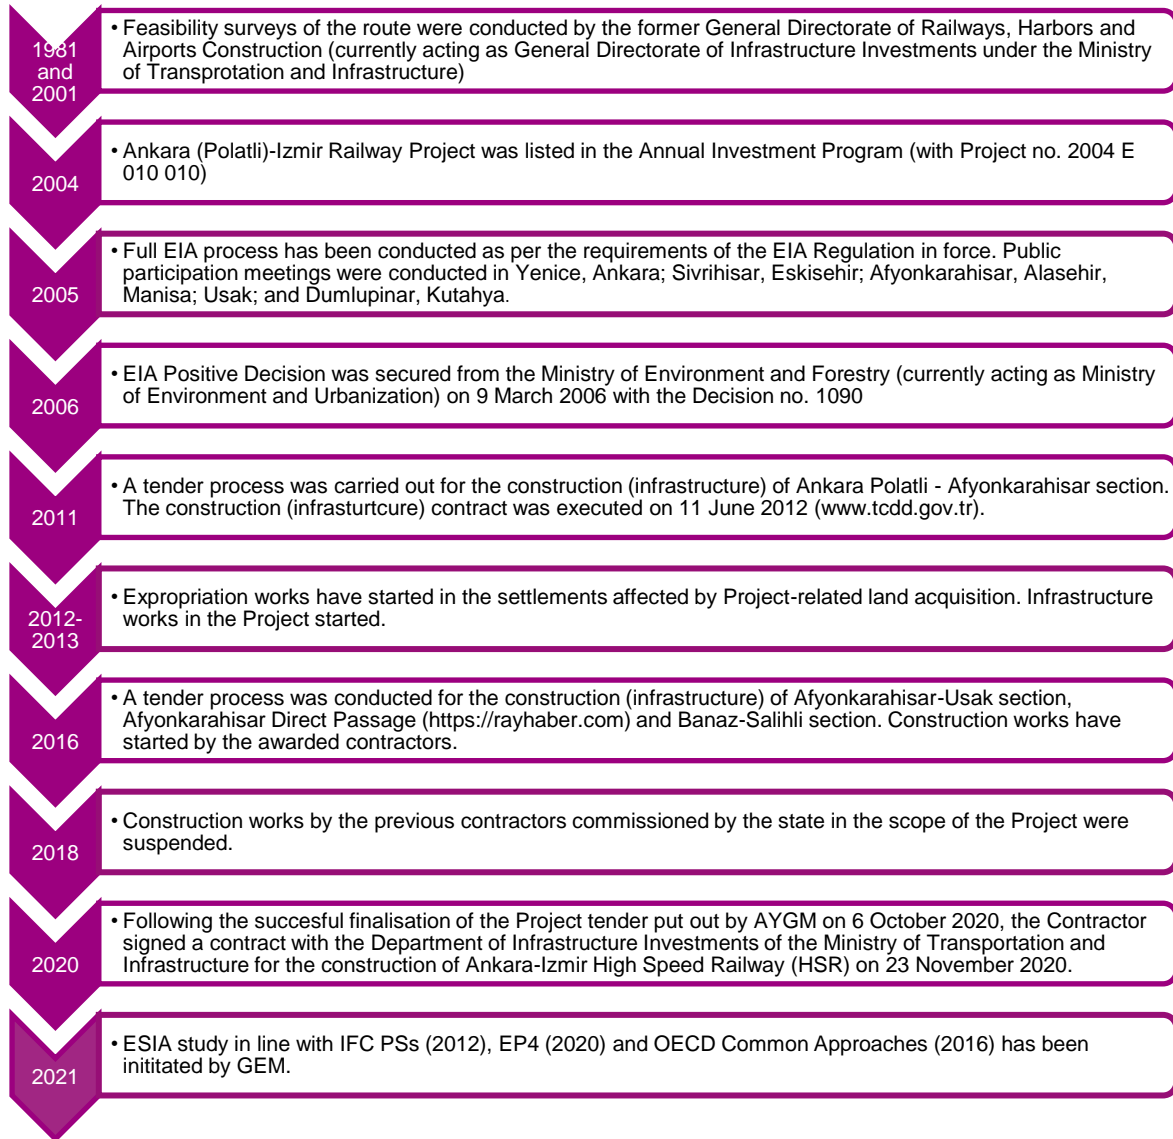 1981
and
2001
• Feasibility surveys of the route were conducted by the former General Directorate of Railways, Harbors and
Airports Construction (currently acting as General Directorate of Infrastructure Investments under the Ministry
of Transprotation and Infrastructure)
2004
• Ankara (Polatli)-Izmir Railway Project was listed in the Annual Investment Program (with Project no. 2004 E
010 010)
2005
• Full EIA process has been conducted as per the requirements of the EIA Regulation in force. Public
participation meetings were conducted in Yenice, Ankara; Sivrihisar, Eskisehir; Afyonkarahisar, Alasehir,
Manisa; Usak; and Dumlupinar, Kutahya.
2006
• EIA Positive Decision was secured from the Ministry of Environment and Forestry (currently acting as Ministry
of Environment and Urbanization) on 9 March 2006 with the Decision no. 1090
2011
• A tender process was carried out for the construction (infrastructure) of Ankara Polatli - Afyonkarahisar section.
The construction (infrasturtcure) contract was executed on 11 June 2012 (www.tcdd.gov.tr).
2012-
2013
• Expropriation works have started in the settlements affected by Project-related land acquisition. Infrastructure
works in the Project started.
2016
• A tender process was conducted for the construction (infrastructure) of Afyonkarahisar-Usak section,
Afyonkarahisar Direct Passage (https://rayhaber.com) and Banaz-Salihli section. Construction works have
started by the awarded contractors.
2018
• Construction works by the previous contractors commissioned by the state in the scope of the Project were
suspended.
2020
• Following the succesful finalisation of the Project tender put out by AYGM on 6 October 2020, the Contractor
signed a contract with the Department of Infrastructure Investments of the Ministry of Transportation and
Infrastructure for the construction of Ankara-Izmir High Speed Railway (HSR) on 23 November 2020.
2021
• ESIA study in line with IFC PSs (2012), EP4 (2020) and OECD Common Approaches (2016) has been
inititated by GEM.